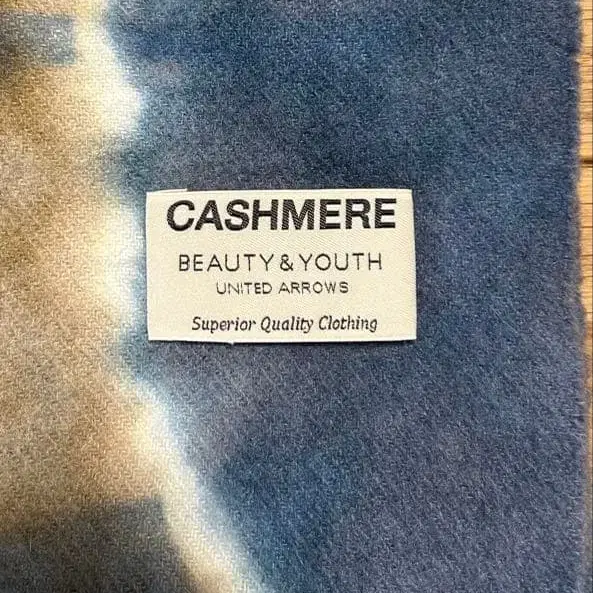 CASHMERE
BEAUTY & YOUTH
UNITED ARROWS
Superior Quality Clothing